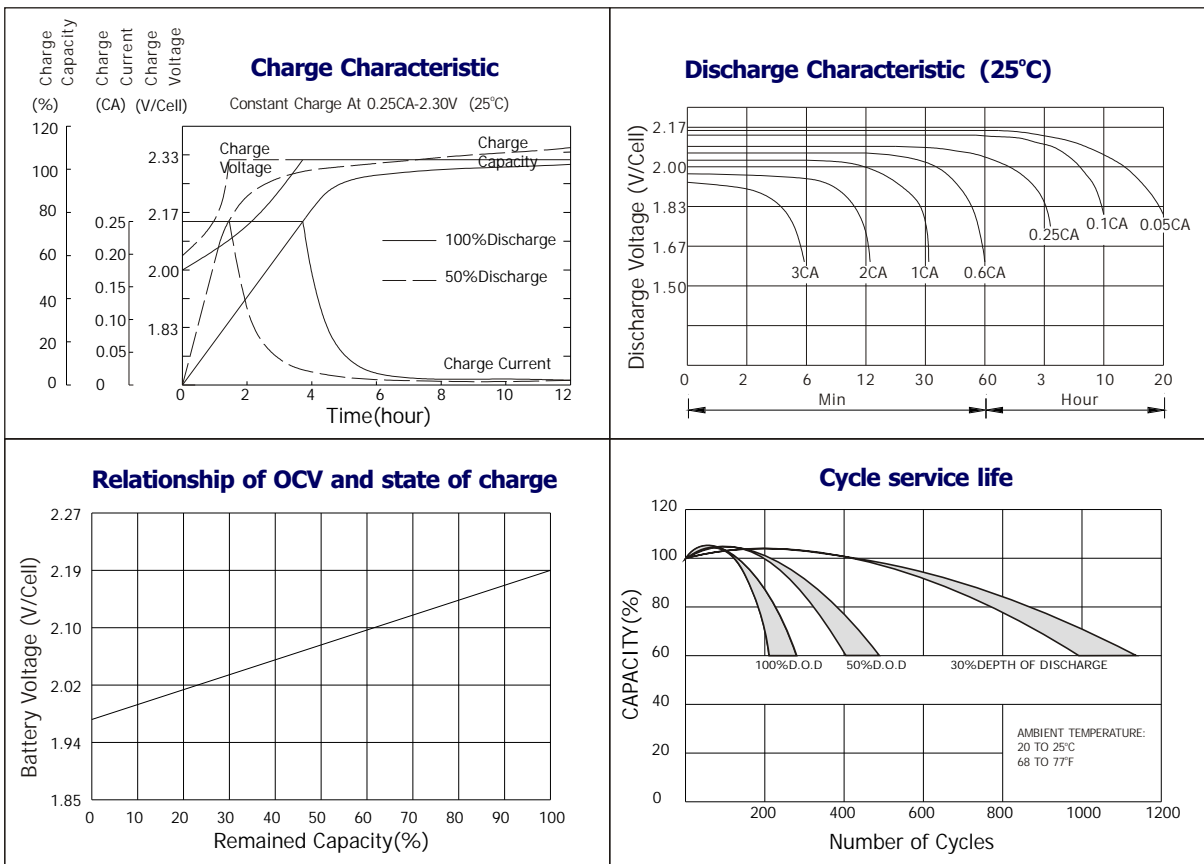 Charge Capacity
Charge Current
Charge Voltage
(%)
(CA)
(V/Cell)
Charge Characteristic
Constant Charge At 0.25CA-2.30V (25°C)
120
100
80
60
40
20
0
0.25
0.20
0.15
0.10
0.05
0
2.33
2.17
2.00
1.83
Charge Voltage
Charge Capacity
100%Discharge
50%Discharge
Charge Current
0 2 4 6 8 10 12
Time(hour)
Discharge Characteristic (25°C)
Discharge Voltage (V/Cell)
2.17
2.00
1.83
1.67
1.50
3CA
2CA
1CA
0.6CA
0.25CA
0.1CA
0.05CA
0 2 6 12 30 60 3 10 20
Min
Hour
Relationship of OCV and state of charge
Battery Voltage (V/Cell)
2.27
2.19
2.10
2.02
1.94
1.85
0 10 20 30 40 50 60 70 80 90 100
Remained Capacity(%)
Cycle service life
CAPACITY(%)
120
100
80
60
40
20
0
100%D.O.D
50%D.O.D
30%DEPTH OF DISCHARGE
AMBIENT TEMPERATURE:
20 TO 25°C
68 TO 77°F
200 400 600 800 1000 1200
Number of Cycles